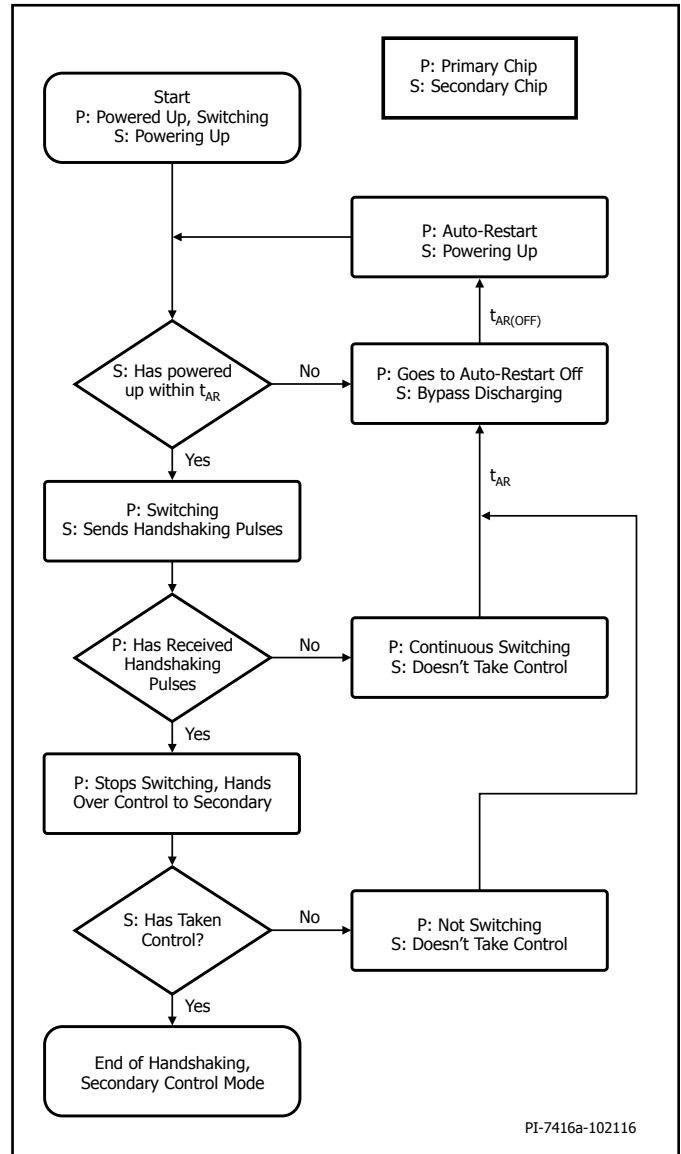 P: Primary Chip
S: Secondary Chip
Start
P: Powered Up, Switching
S: Powering Up
P: Auto-Restart
S: Powering Up
tAR(OFF)
S: Has powered
up within tAR
No
P: Goes to Auto-Restart Off
S: Bypass Discharging
Yes
tAR
P: Switching
S: Sends Handshaking Pulses
P: Has Received
Handshaking
Pulses
No
P: Continuous Switching
S: Doesn't Take Control
Yes
P: Stops Switching, Hands
Over Control to Secondary
S: Has Taken
Control?
No
P: Not Switching
S: Doesn't Take Control
Yes
End of Handshaking,
Secondary Control Mode
PI-7416a-102116